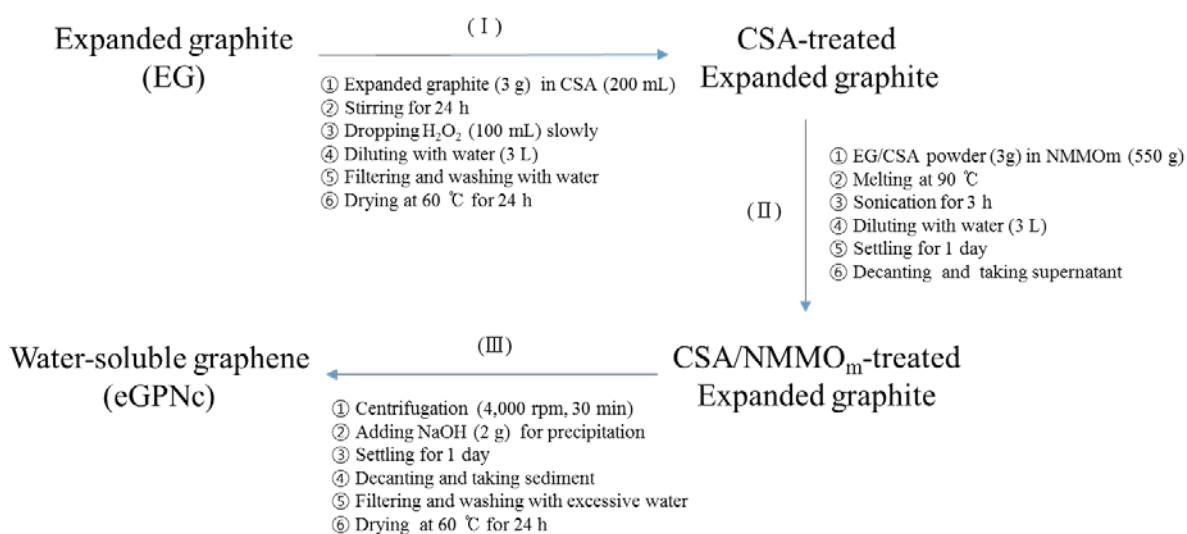 Expanded graphite
(EG)
(Ⅰ)
① Expanded graphite (3 g) in CSA (200 mL)
② Stirring for 24 h
③ Dropping H₂O₂ (100 mL) slowly
④ Diluting with water (3 L)
⑤ Filtering and washing with water
⑥ Drying at 60 ℃ for 24 h
CSA-treated
Expanded graphite
(Ⅱ)
① EG/CSA powder (3g) in NMMOm (550 g)
② Melting at 90 ℃
③ Sonication for 3 h
④ Diluting with water (3 L)
⑤ Settling for 1 day
⑥ Decanting and taking supernatant
CSA/NMMOₘ-treated
Expanded graphite
(Ⅲ)
① Centrifugation (4,000 rpm, 30 min)
② Adding NaOH (2 g) for precipitation
③ Settling for 1 day
④ Decanting and taking sediment
⑤ Filtering and washing with excessive water
⑥ Drying at 60 ℃ for 24 h
Water-soluble graphene
(eGPNc)